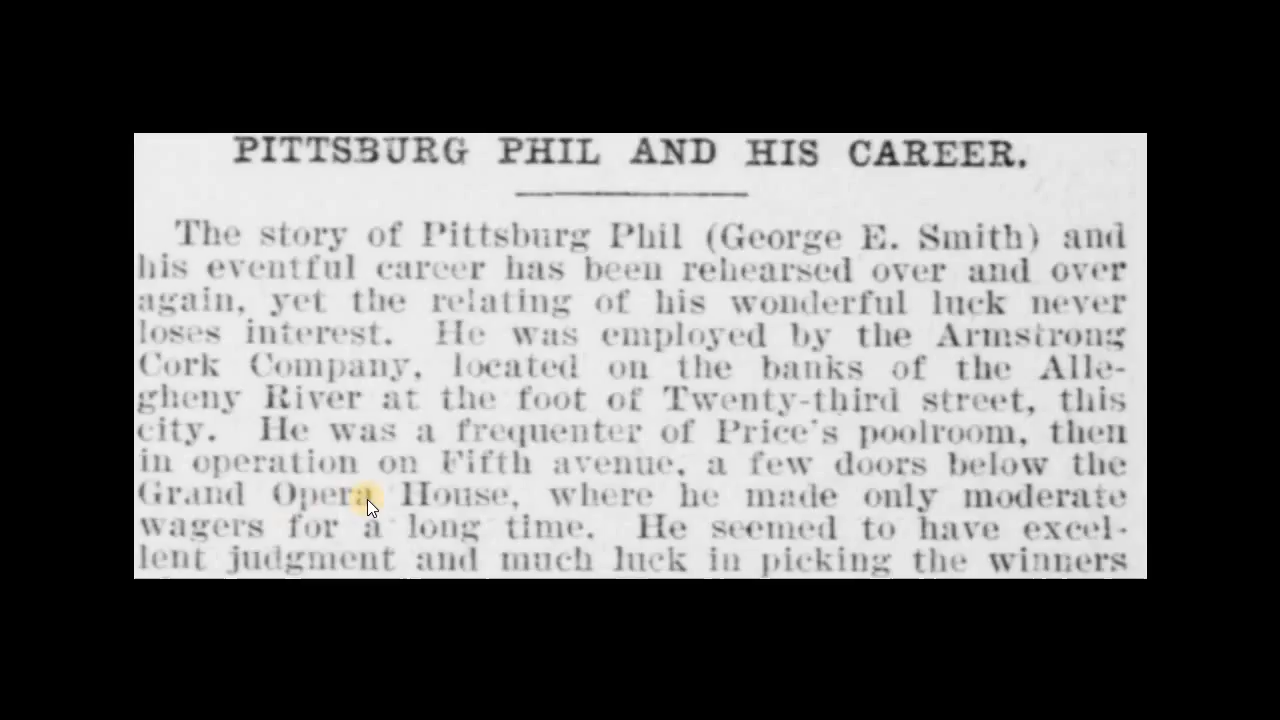 PITTSBURG PHIL AND HIS CAREER.
The story of Pittsburg Phil (George E. Smith) and
his eventful career has been rehearsed over and over
again, yet the relating of his wonderful luck never
loses interest. He was employed by the Armstrong
Cork Company, located on the banks of the Alle-
gheny River at the foot of Twenty-third street, this
city. He was a frequenter of Price's poolroom, then
in operation on Fifth avenue, a few doors below the
Grand Opera House, where he made only moderate
wagers for a long time. He seemed to have excel-
lent judgment and much luck in picking the winners